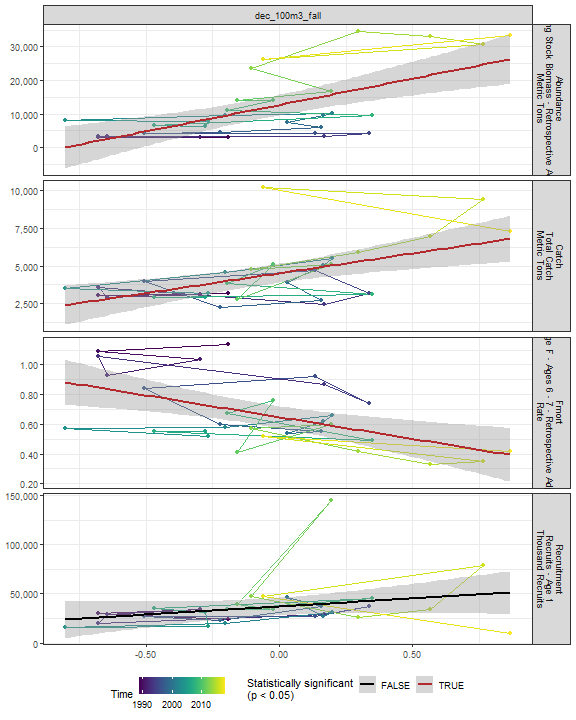 dec_100m3_fall
30,000
20,000
10,000
0
Abundance
ng Stock Biomass - Retrospective A
Metric Tons
10,000
7,500
5,000
2,500
Catch
Total Catch
Metric Tons
1.00
0.80
0.60
0.40
0.20
Fmort
ge F - Ages 6 - 7 - Retrospective Ad
Rate
150,000
100,000
50,000
0
Recruitment
Recruits - Age 1
Thousand Recruits
-0.50
0.00
0.50
Time
1990
2000
2010
Statistically significant
(p < 0.05)
FALSE
TRUE